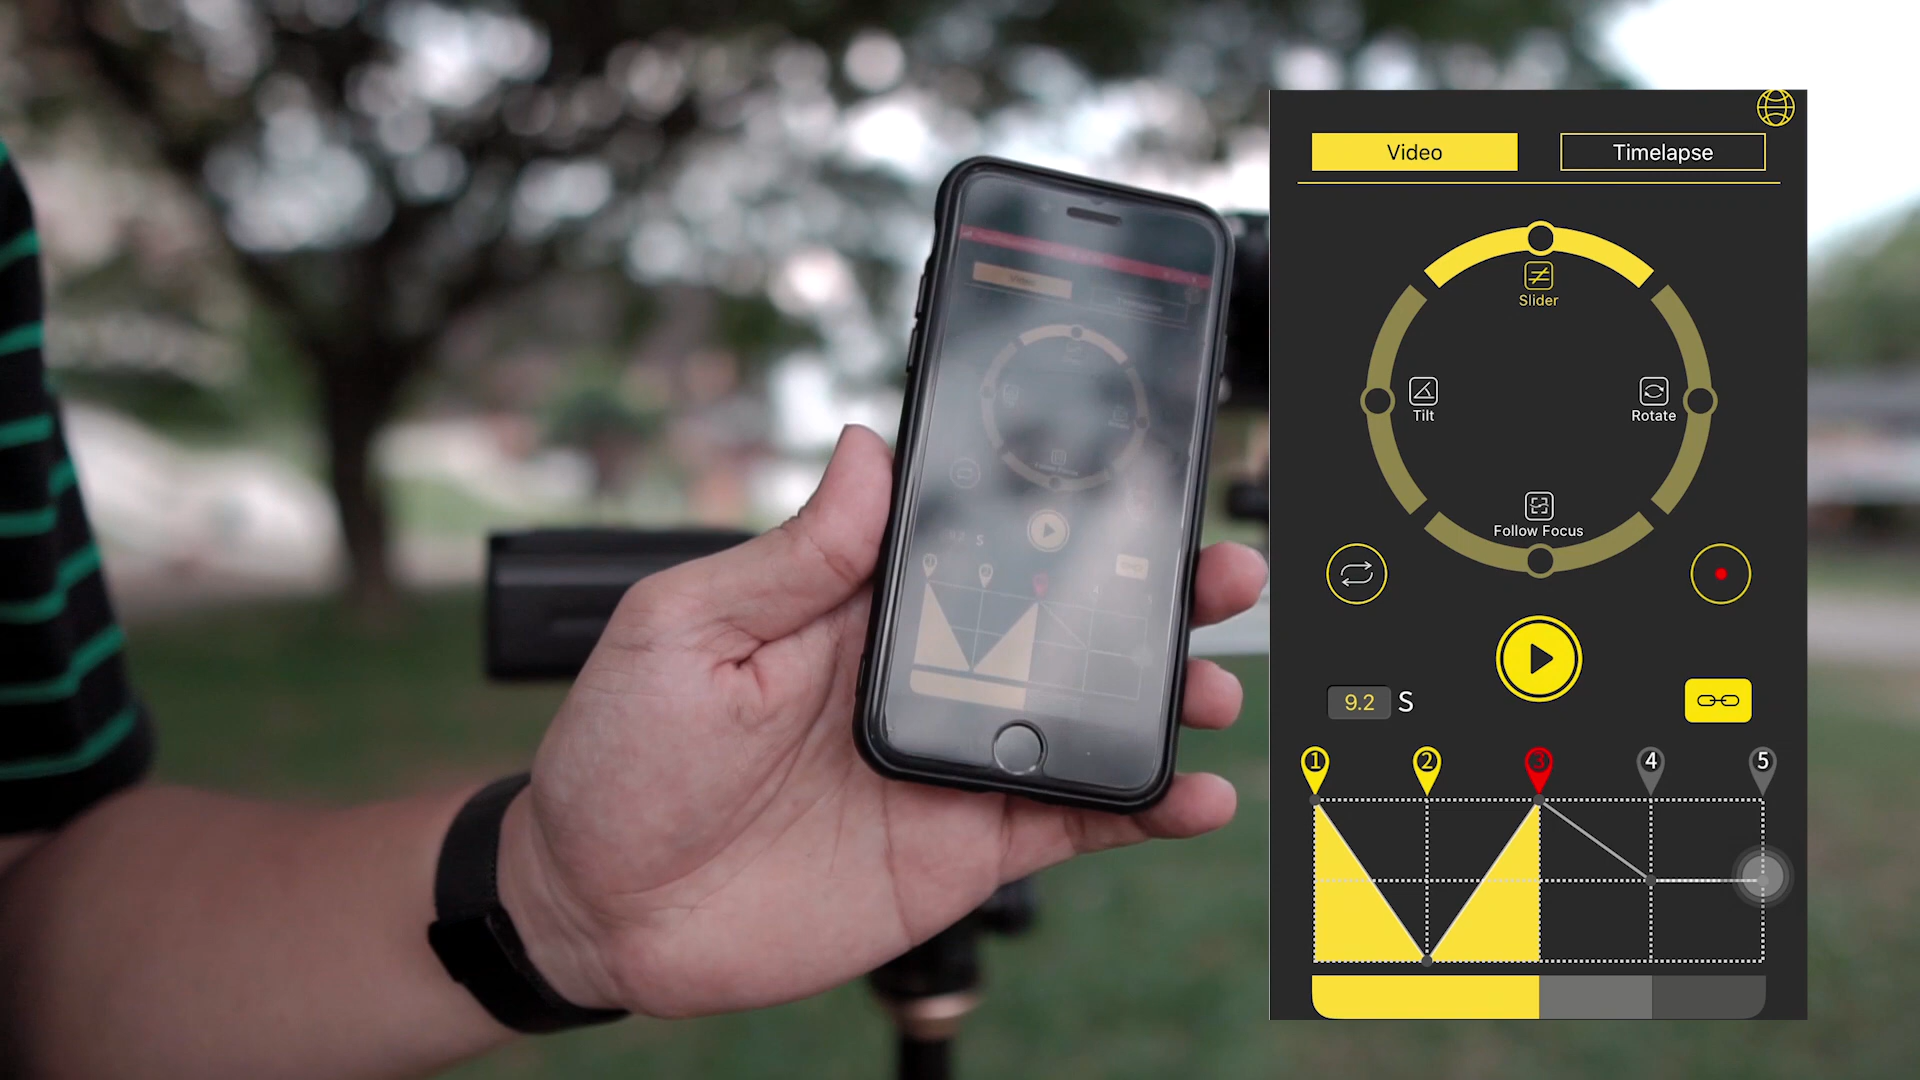 Video
Timelapse
Slider
Tilt
Rotate
Follow Focus
9.2 S
1 2 3 4 5